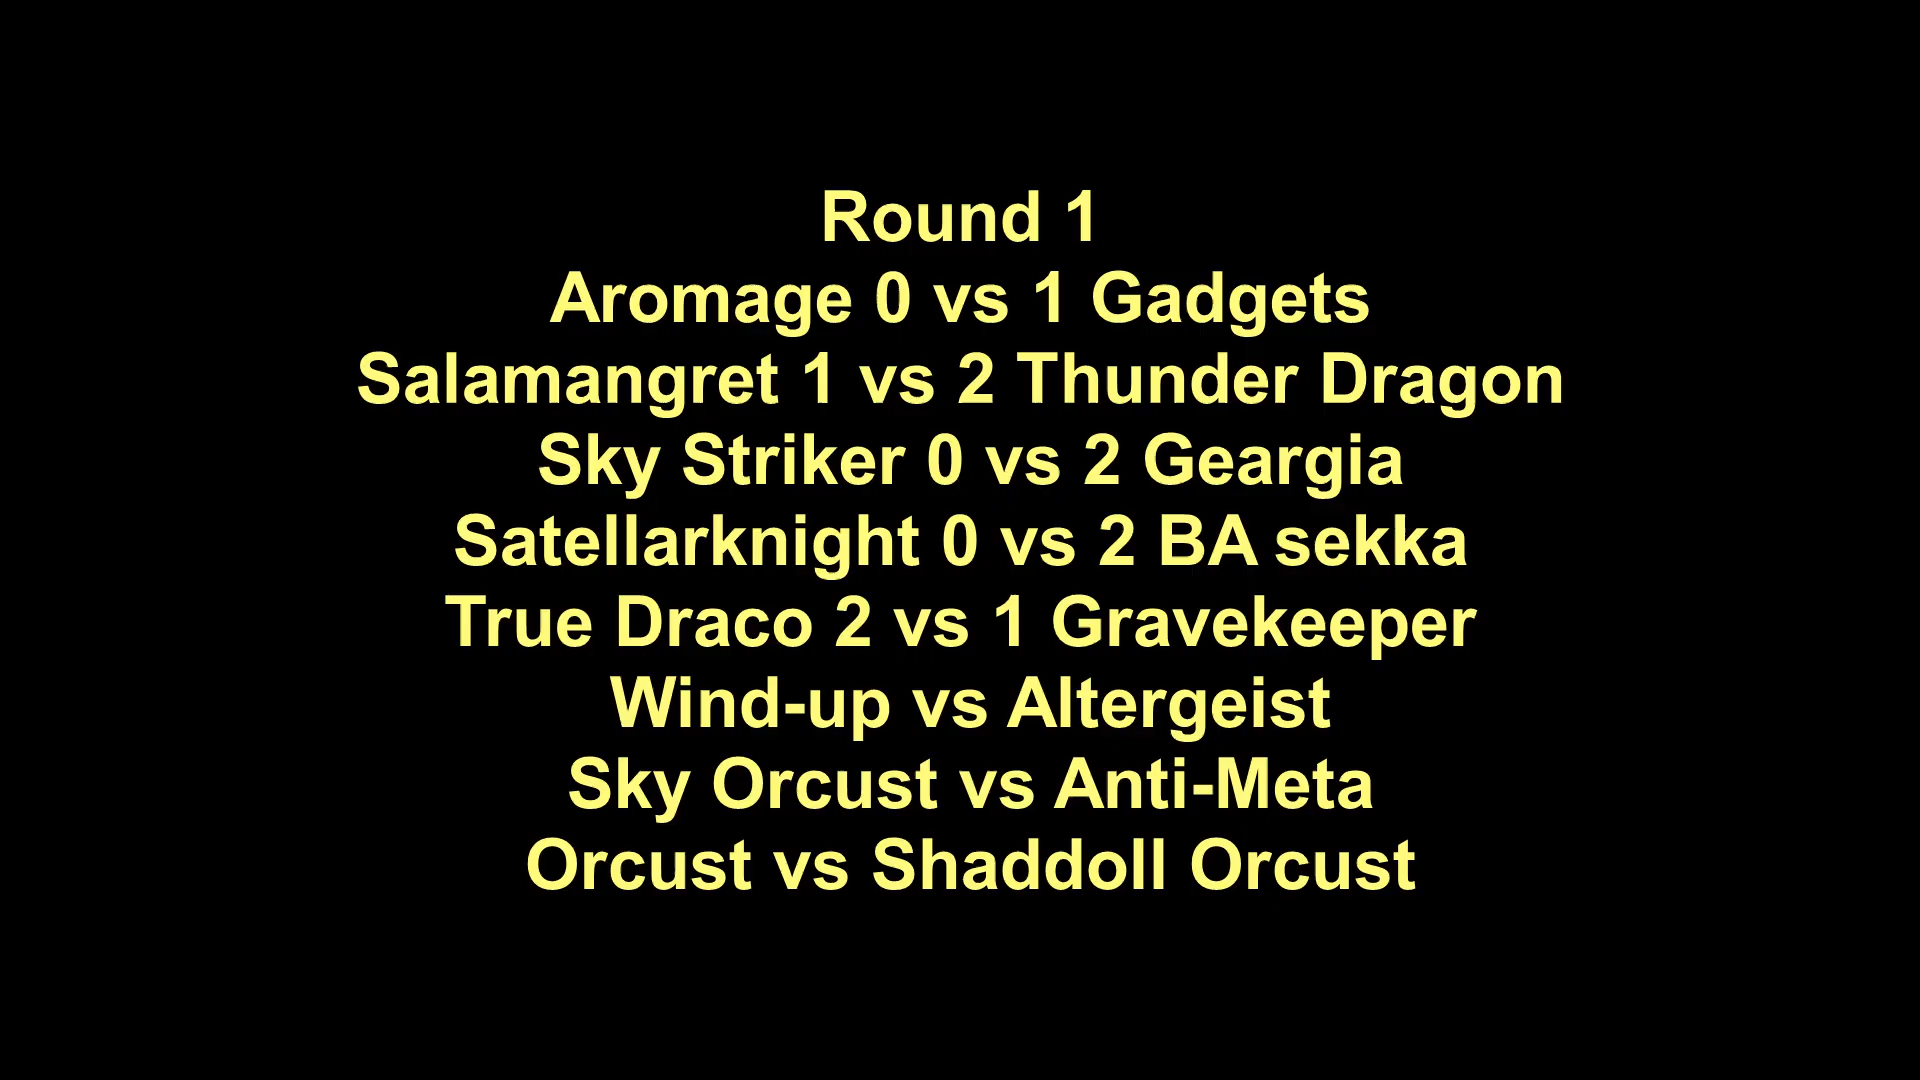 Round 1
Aromage 0 vs 1 Gadgets
Salamangret 1 vs 2 Thunder Dragon
Sky Striker 0 vs 2 Geargia
Satellarknight 0 vs 2 BA sekka
True Draco 2 vs 1 Gravekeeper
Wind-up vs Altergeist
Sky Orcust vs Anti-Meta
Orcust vs Shaddoll Orcust